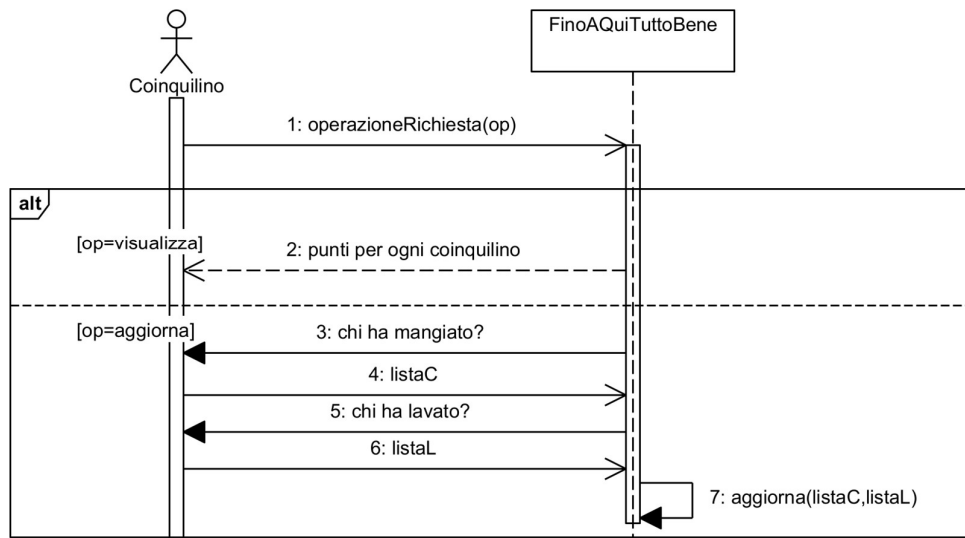 FinoAQuiTuttoBene
Coinquilino
1: operazioneRichiesta(op)
alt
[op=visualizza]
2: punti per ogni coinquilino
[op=aggiorna]
3: chi ha mangiato?
4: listaC
5: chi ha lavato?
6: listaL
7: aggiorna(listaC,listaL)